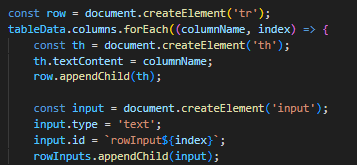 const row = document.createElement('tr');
tableData.columns.forEach((columnName, index) => {
    const th = document.createElement('th');
    th.textContent = columnName;
    row.appendChild(th);

    const input = document.createElement('input');
    input.type = 'text';
    input.id = `rowInput${index}`;
    rowInputs.appendChild(input);